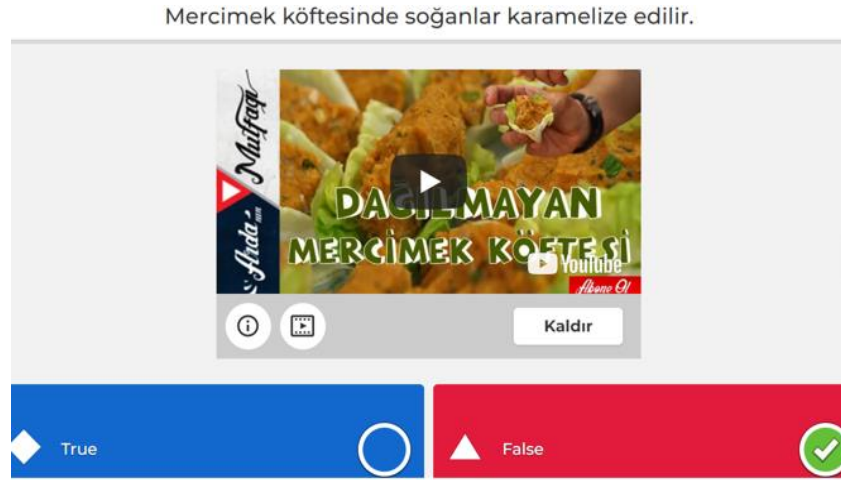 Mercimek köftesinde soğanlar karamelize edilir.
Arda'nın Mutfağı
DAĞILMAYAN
MERCİMEK KÖFTESİ
YouTube
Abone Ol
Kaldır
True
False